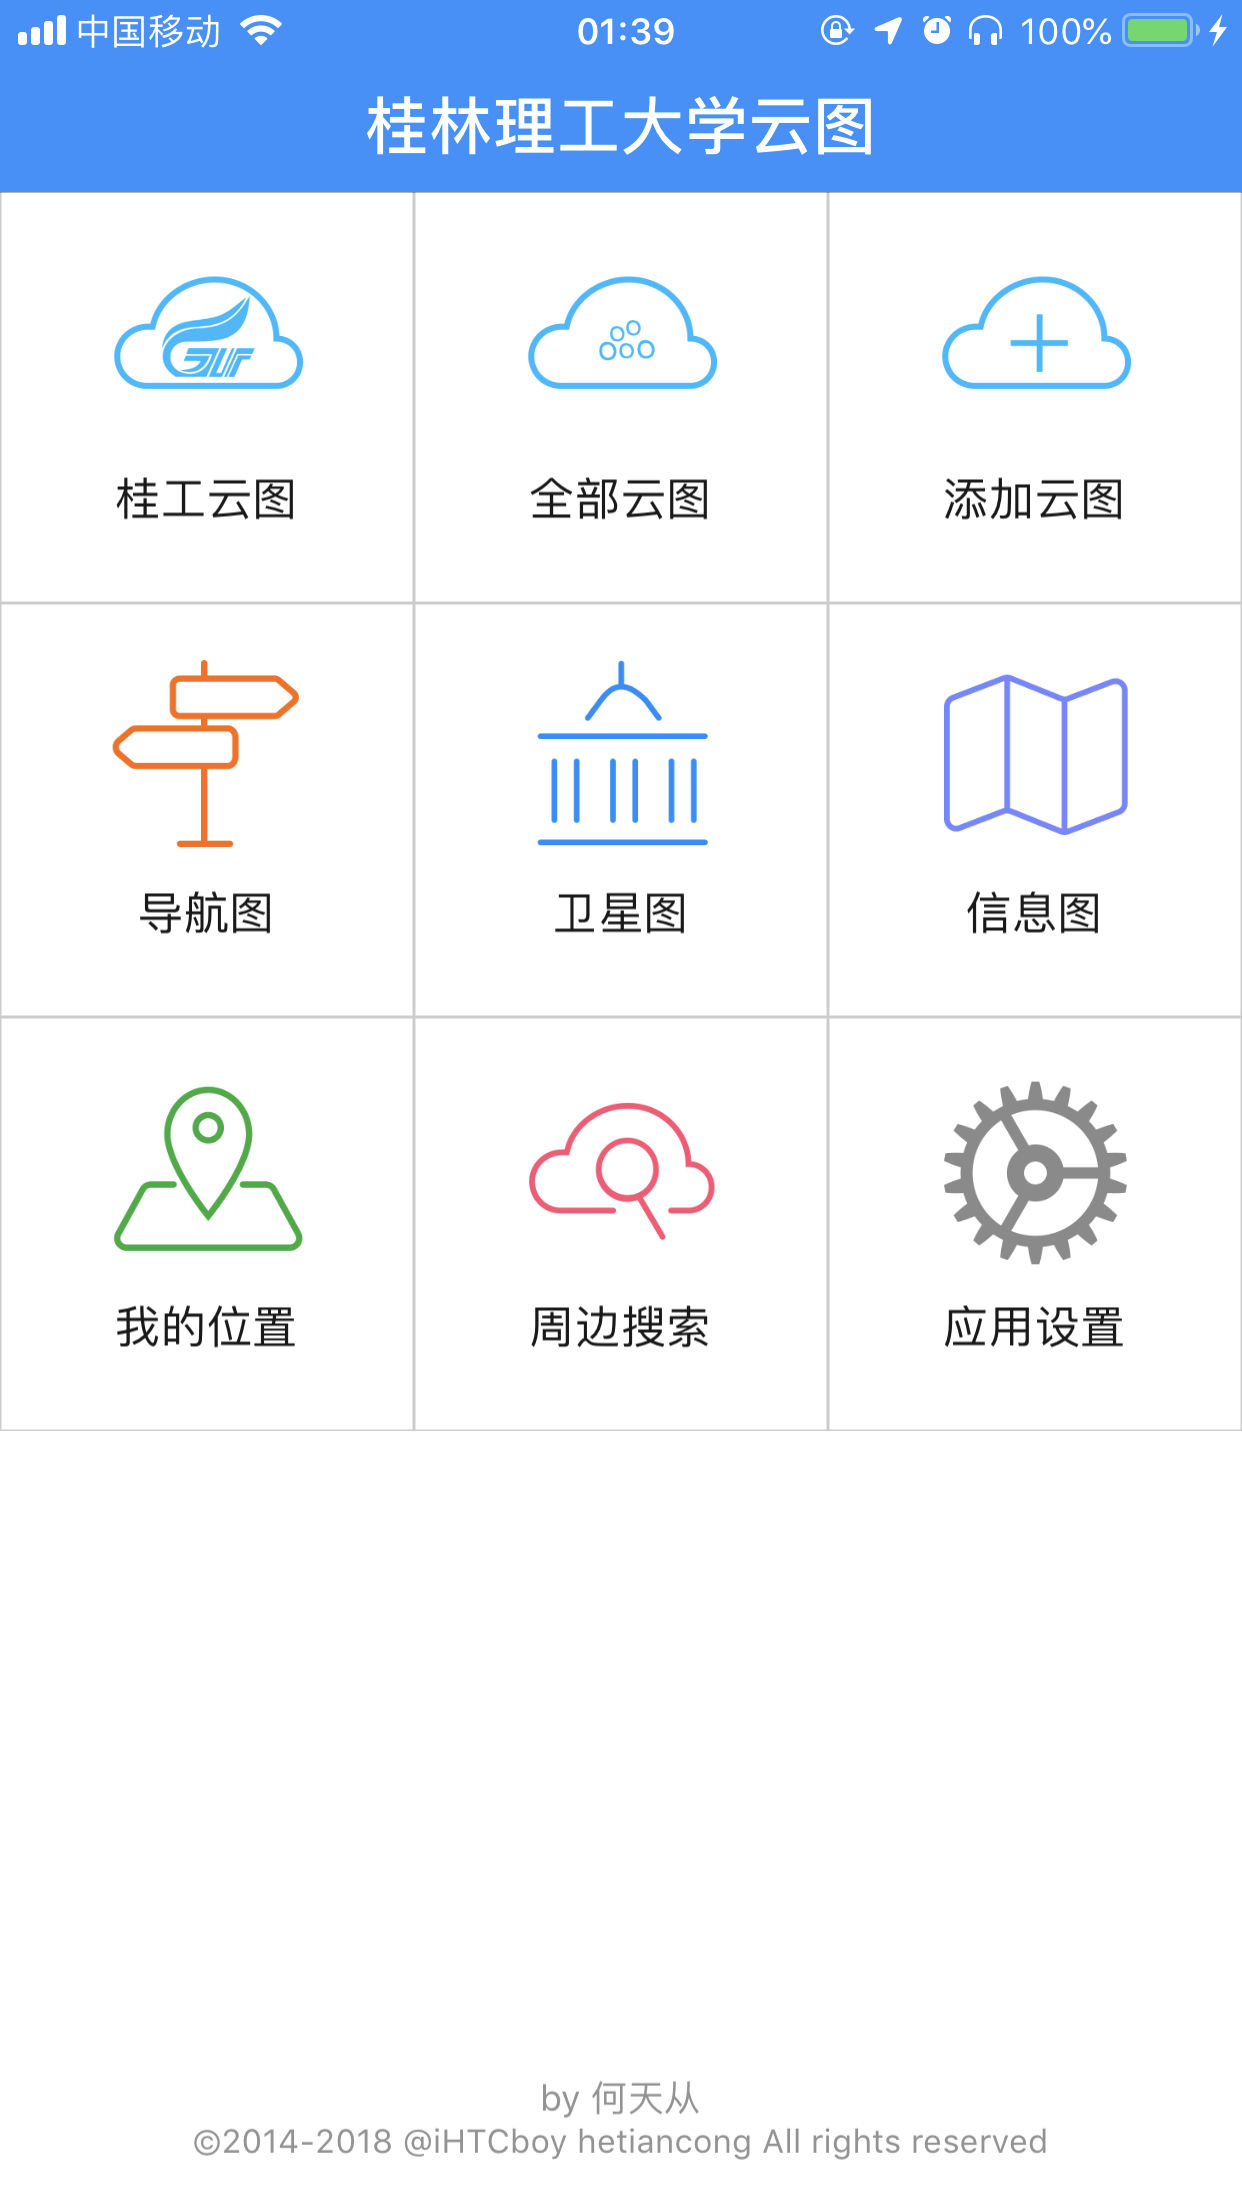 中国移动 01:39 100%
桂林理工大学云图
桂工云图 全部云图 添加云图
导航图 卫星图 信息图
我的位置 周边搜索 应用设置
by 何天从
©2014-2018 @iHTCboy hetiancong All rights reserved